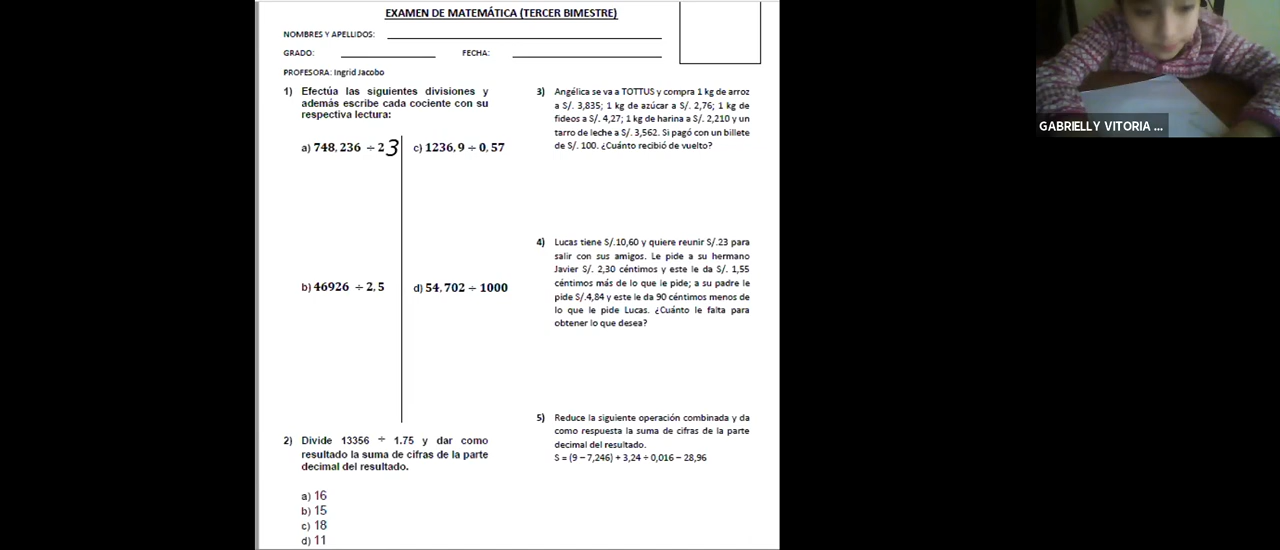 EXAMEN DE MATEMÁTICA (TERCER BIMESTRE)
NOMBRES Y APELLIDOS:
GRADO: FECHA:
PROFESORA: Ingrid Jacobo
1) Efectúa las siguientes divisiones y
además escribe cada cociente con su
respectiva lectura:
a) 748,236 ÷ 23
c) 1236,9 ÷ 0,57
b) 46926 ÷ 2,5
d) 54,702 ÷ 1000
2) Divide 13356 ÷ 1.75 y dar como
resultado la suma de cifras de la parte
decimal del resultado.
a) 16
b) 15
c) 18
d) 11
3) Angélica se va a TOTTUS y compra 1 kg de arroz
a S/. 3,835; 1 kg de azúcar a S/. 2,76; 1 kg de
fideos a S/. 4,27; 1 kg de harina a S/. 2,210 y un
tarro de leche a S/. 3,562. Si pagó con un billete
de S/. 100. ¿Cuánto recibió de vuelto?
4) Lucas tiene S/.10,60 y quiere reunir S/.23 para
salir con sus amigos. Le pide a su hermano
Javier S/. 2,30 céntimos y este le da S/. 1,55
céntimos más de lo que le pide; a su padre le
pide S/.4,84 y este le da 90 céntimos menos de
lo que le pide Lucas. ¿Cuánto le falta para
obtener lo que desea?
5) Reduce la siguiente operación combinada y da
como respuesta la suma de cifras de la parte
decimal del resultado.
S = (9 – 7,246) + 3,24 ÷ 0,016 – 28,96
GABRIELLY VITORIA ...